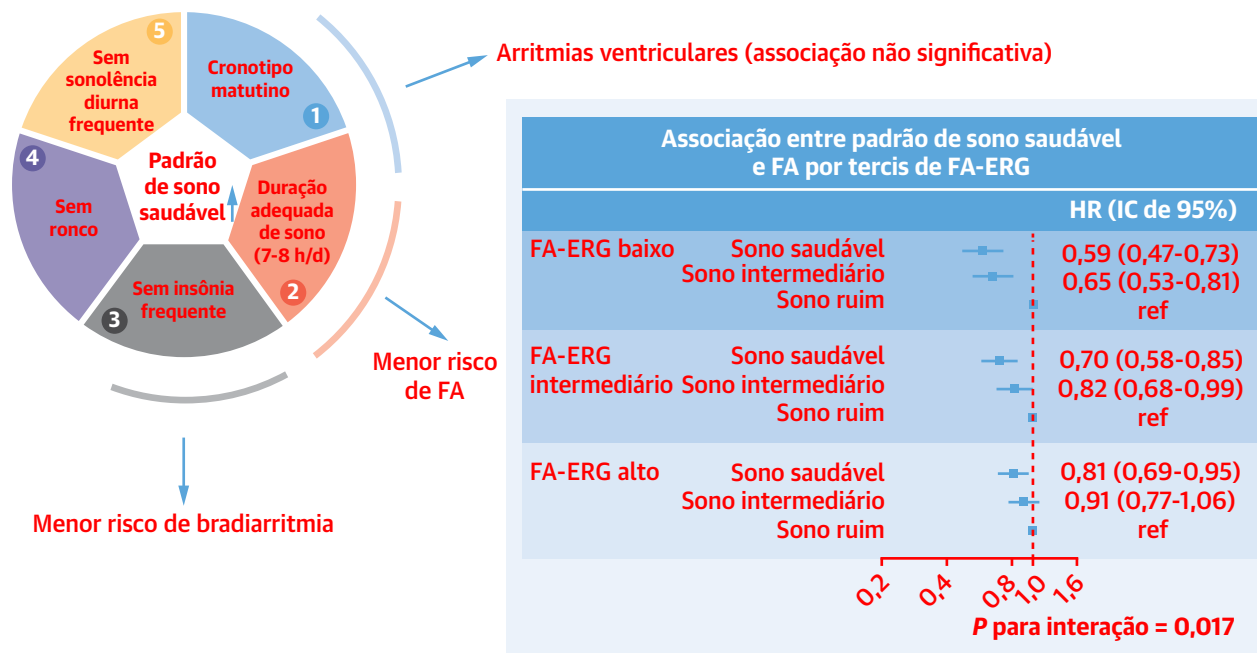 5
Sem
sonolência
diurna
frequente
Cronotipo
matutino
1
4
Sem
ronco
Padrão
de sono
saudável
Duração
adequada
de sono
(7-8 h/d)
2
Sem insônia
frequente
3
Arritmias ventriculares (associação não significativa)
Menor risco
de FA
Menor risco de bradiarritmia
Associação entre padrão de sono saudável
e FA por tercis de FA-ERG
HR (IC de 95%)
FA-ERG baixo Sono saudável 0,59 (0,47-0,73)
Sono intermediário 0,65 (0,53-0,81)
Sono ruim ref
FA-ERG Sono saudável 0,70 (0,58-0,85)
intermediário Sono intermediário 0,82 (0,68-0,99)
Sono ruim ref
FA-ERG alto Sono saudável 0,81 (0,69-0,95)
Sono intermediário 0,91 (0,77-1,06)
Sono ruim ref
0,2 0,4 0,8 1,0 1,6
P para interação = 0,017